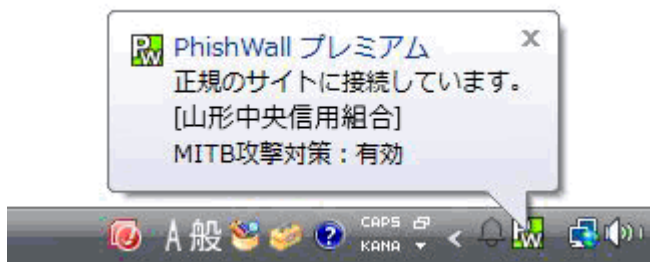 PhishWall プレミアム
正規のサイトに接続しています。
[山形中央信用組合]
MITB攻撃対策：有効
A 般 CAPS
KANA
PW